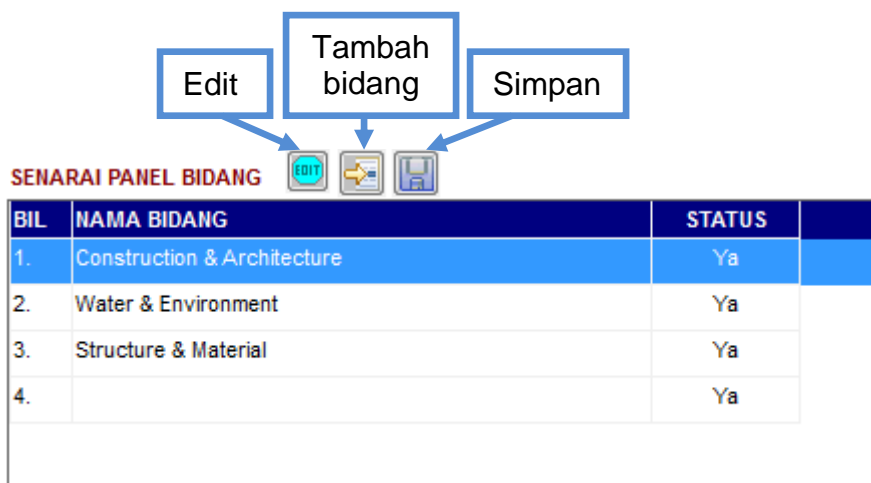 Edit
Tambah
bidang
Simpan
SENARAI PANEL BIDANG EDIT
BIL NAMA BIDANG STATUS
1. Construction & Architecture Ya
2. Water & Environment Ya
3. Structure & Material Ya
4. Ya